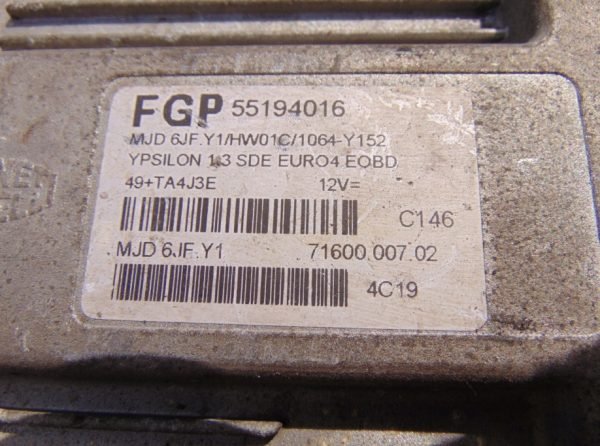 FGP 55194016
MJD 6JF.Y1/HW01C/1064-Y152
YPSILON 1.3 SDE EURO4 EOBD
49+TA4J3E 12V=
C146
MJD 6JF.Y1 71600.007.02
4C19